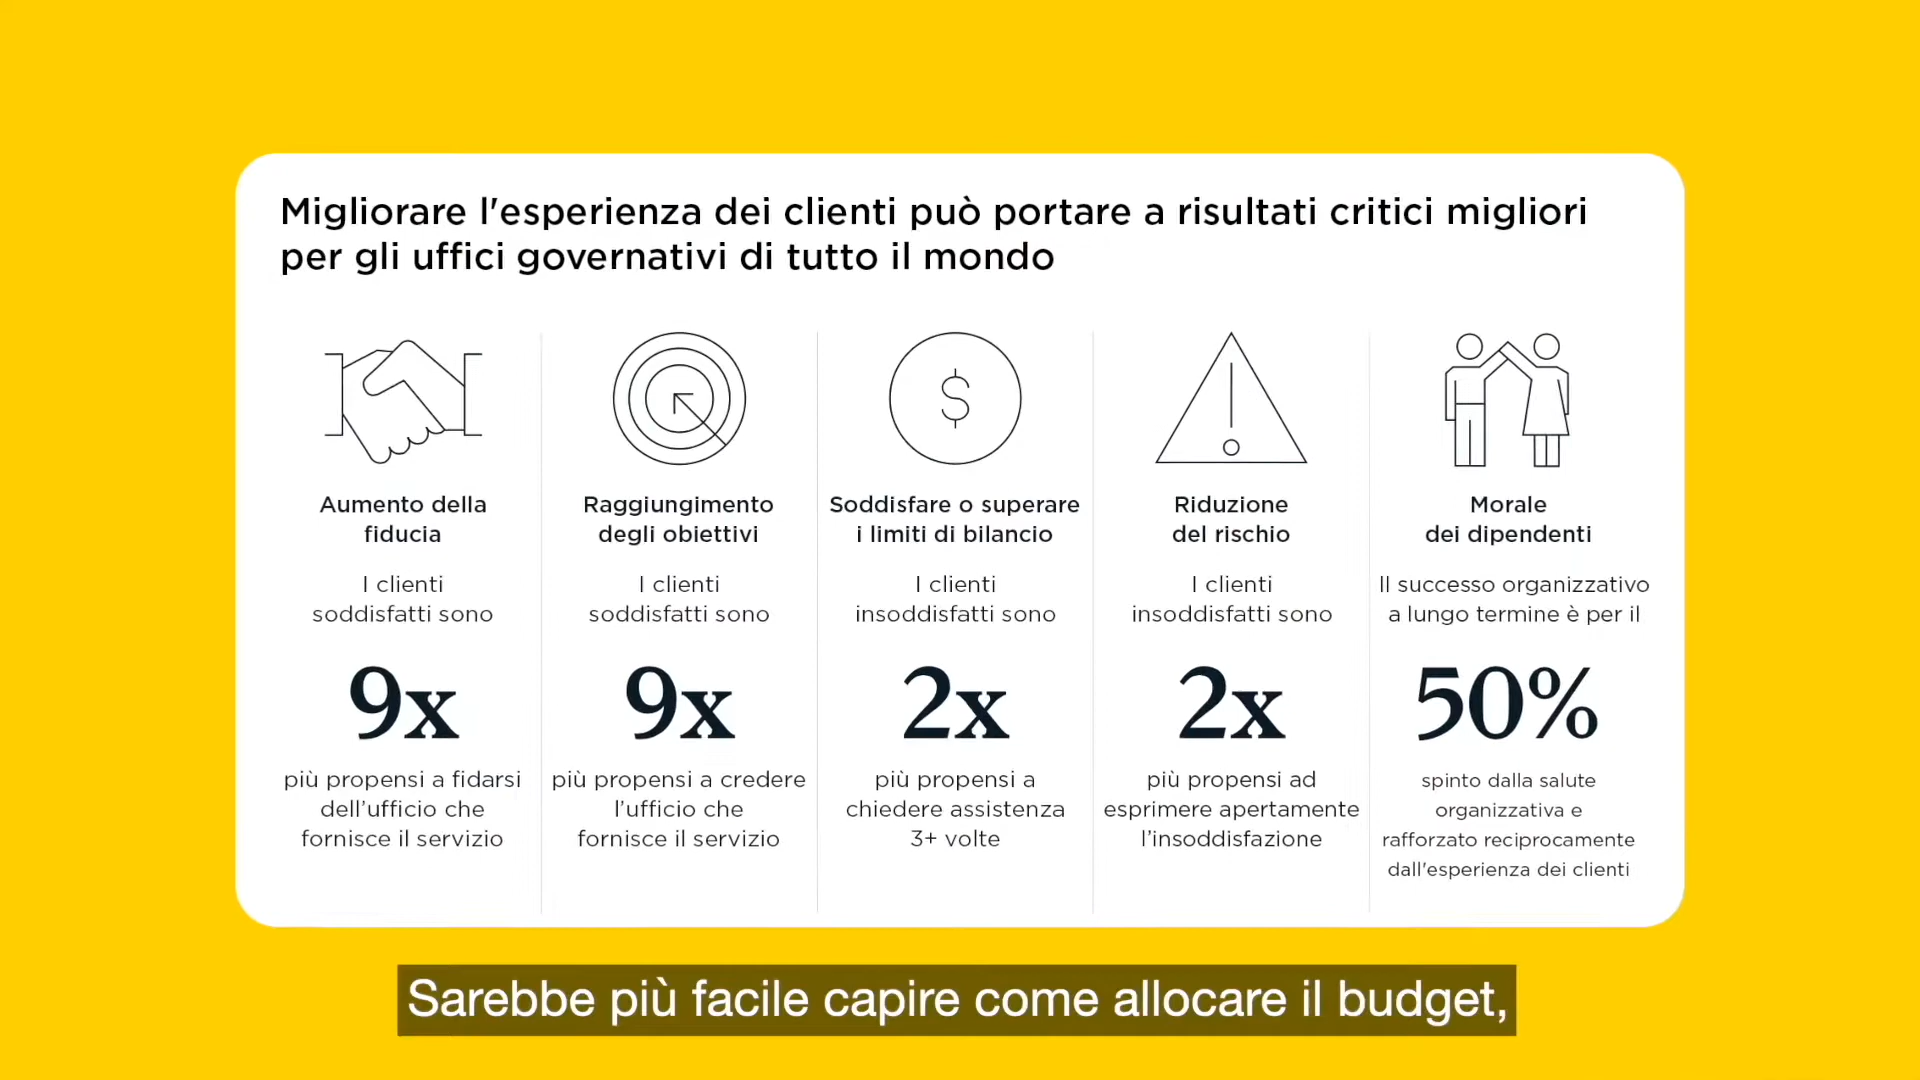 Migliorare l'esperienza dei clienti può portare a risultati critici migliori
per gli uffici governativi di tutto il mondo
$
Aumento della
fiducia
I clienti
soddisfatti sono
9x
più propensi a fidarsi
dell’ufficio che
fornisce il servizio
Raggiungimento
degli obiettivi
I clienti
soddisfatti sono
9x
più propensi a credere
l’ufficio che
fornisce il servizio
Soddisfare o superare
i limiti di bilancio
I clienti
insoddisfatti sono
2x
più propensi a
chiedere assistenza
3+ volte
Riduzione
del rischio
I clienti
insoddisfatti sono
2x
più propensi ad
esprimere apertamente
l’insoddisfazione
Morale
dei dipendenti
Il successo organizzativo
a lungo termine è per il
50%
spinto dalla salute
organizzativa e
rafforzato reciprocamente
dall'esperienza dei clienti
Sarebbe più facile capire come allocare il budget,